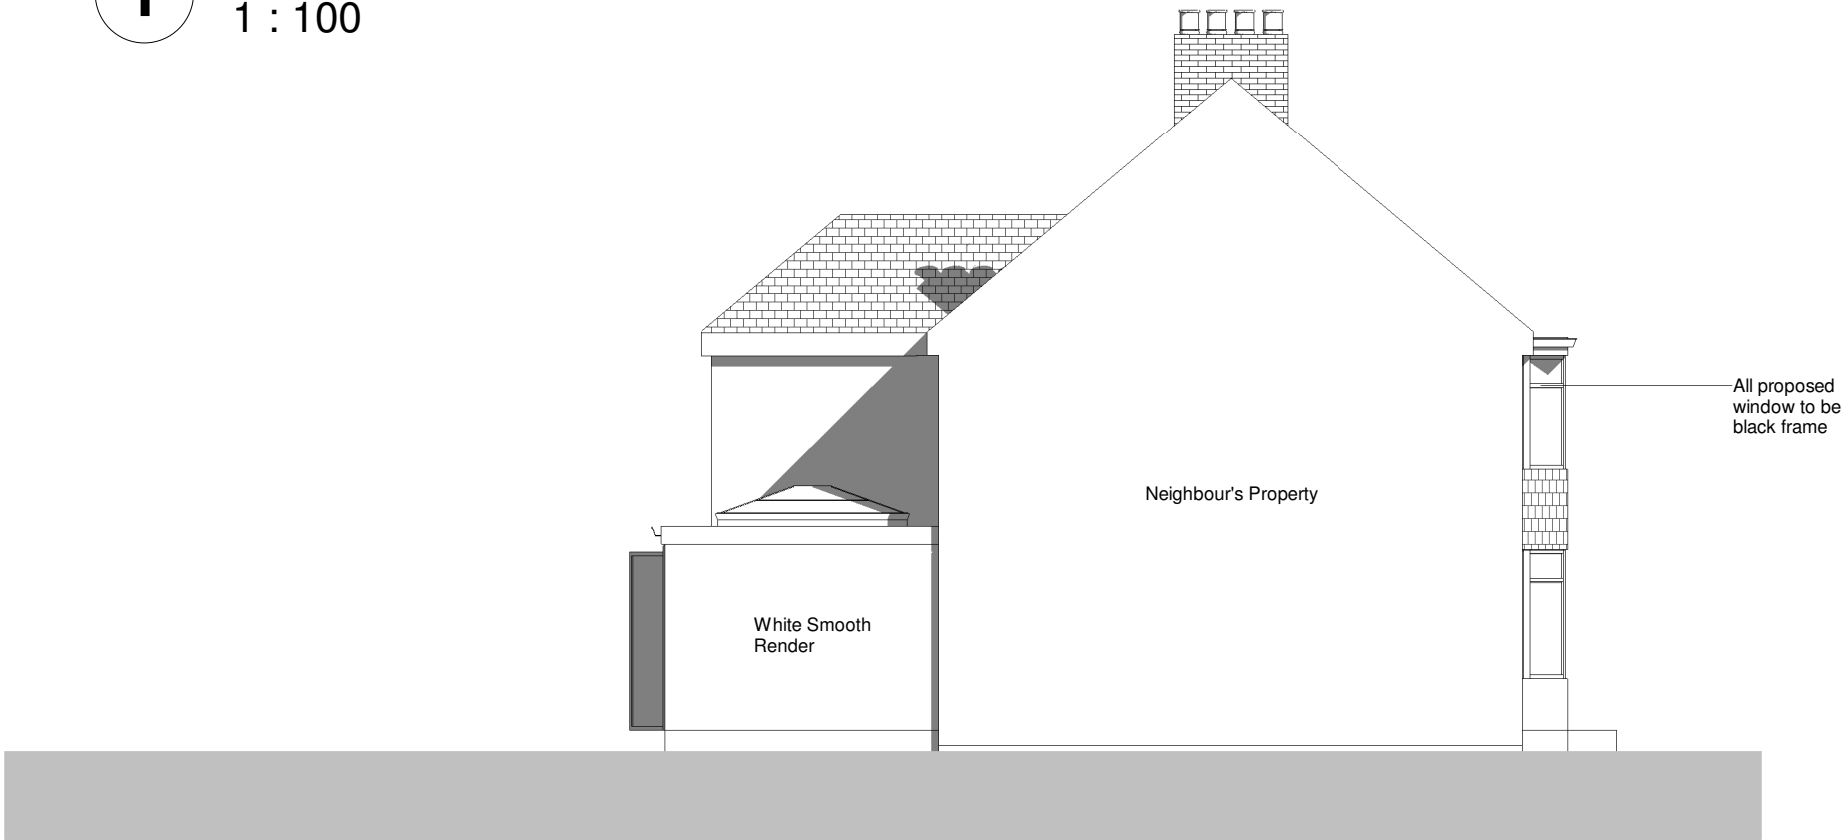 1 : 100
All proposed
window to be
black frame
Neighbour's Property
White Smooth
Render